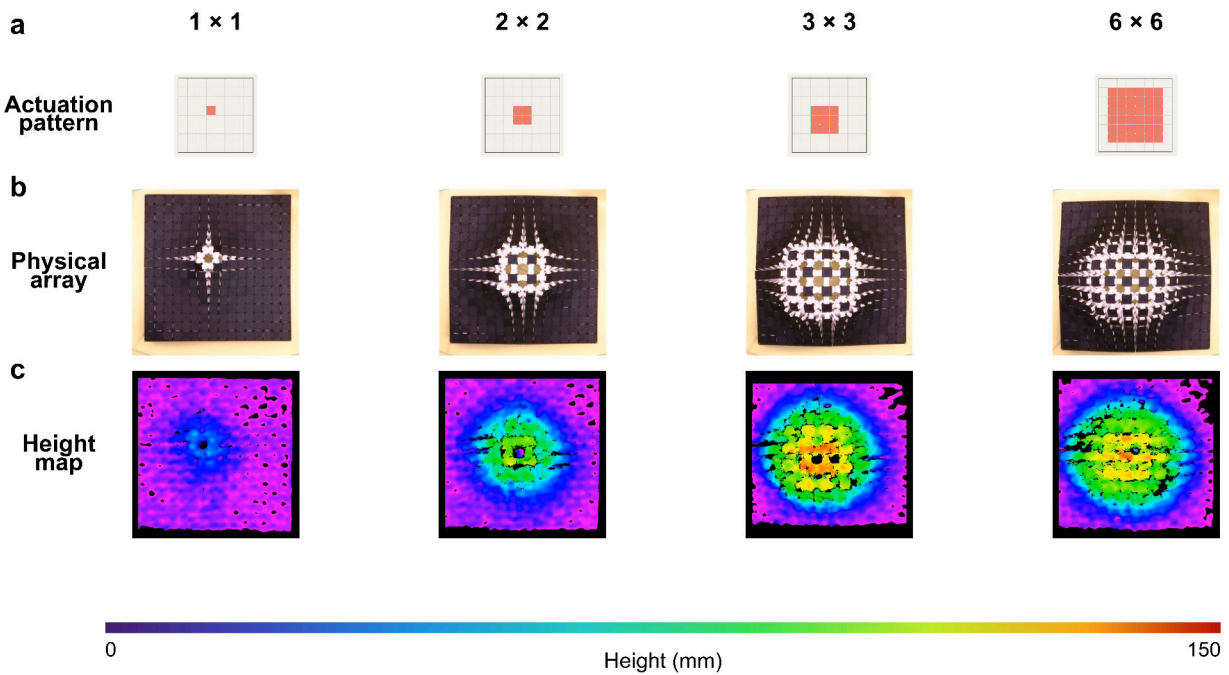 a
1 × 1
2 × 2
3 × 3
6 × 6
Actuation
pattern
b
Physical
array
c
Height
map
0
150
Height (mm)